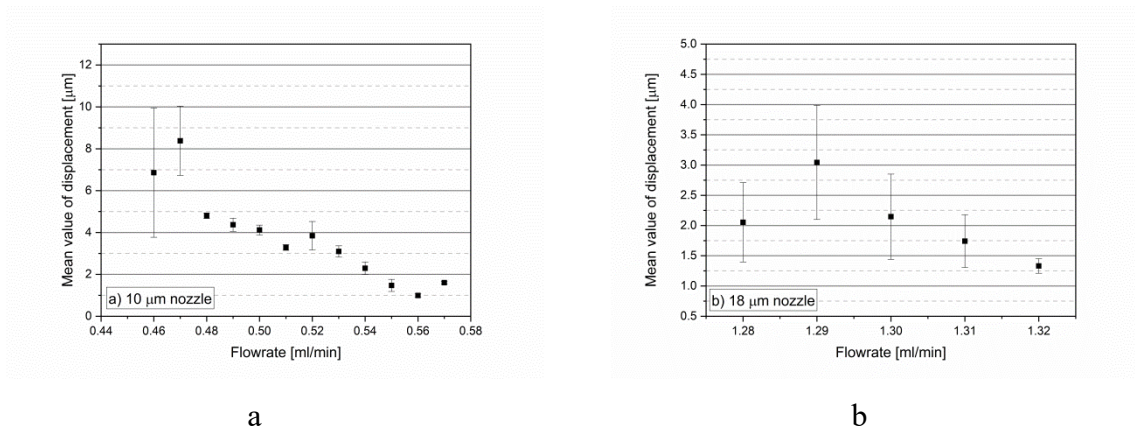 Mean value of displacement [μm]
12
10
8
6
4
2
0
0.44 0.46 0.48 0.50 0.52 0.54 0.56 0.58
a) 10 μm nozzle
Flowrate [ml/min]
a
Mean value of displacement [μm]
5.0
4.5
4.0
3.5
3.0
2.5
2.0
1.5
1.0
0.5
1.28 1.29 1.30 1.31 1.32
b) 18 μm nozzle
Flowrate [ml/min]
b